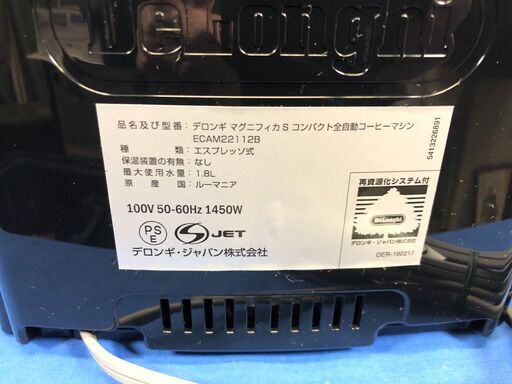 DeLonghi
品名及び型番：デロンギ マグニフィカ S コンパクト全自動コーヒーマシン
ECAM22112B
種　　　類：エスプレッソ式
保温装置の有無：なし
最大使用水量：1.8L
原　産　国：ルーマニア
100V 50-60Hz 1450W
PSE
S JET
デロンギ・ジャパン株式会社
5413226891
再資源化システム付
DeLonghi
デロンギ・ジャパン株式会社
DER-190217